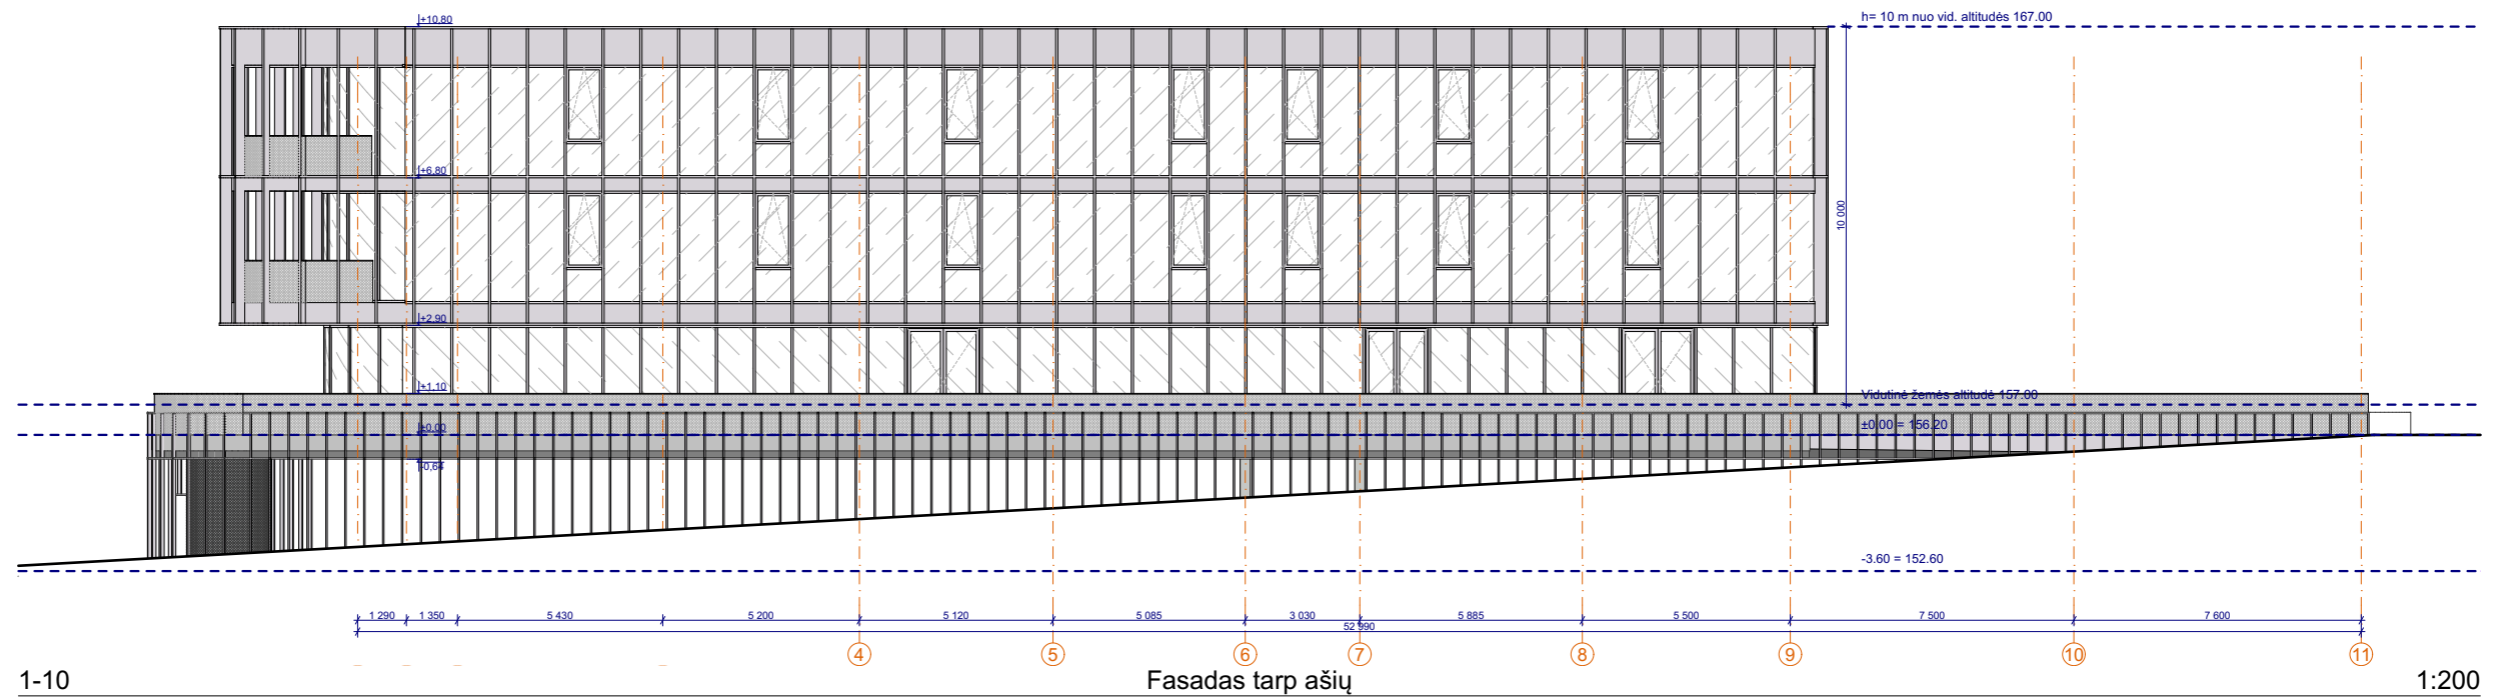 +10.80
h= 10 m nuo vid. altitudės 167.00
+6.80
10 000
+2.90
+1,10
Vidutinė žemės altitudė 157.00
±0,00
±0.00 = 156.20
-0,64
-3.60 = 152.60
1 290 1 350 5 430 5 200 5 120 5 085 3 030 5 885 5 500 7 500 7 600
52 990
4 5 6 7 8 9 10 11
1-10 Fasadas tarp ašių 1:200